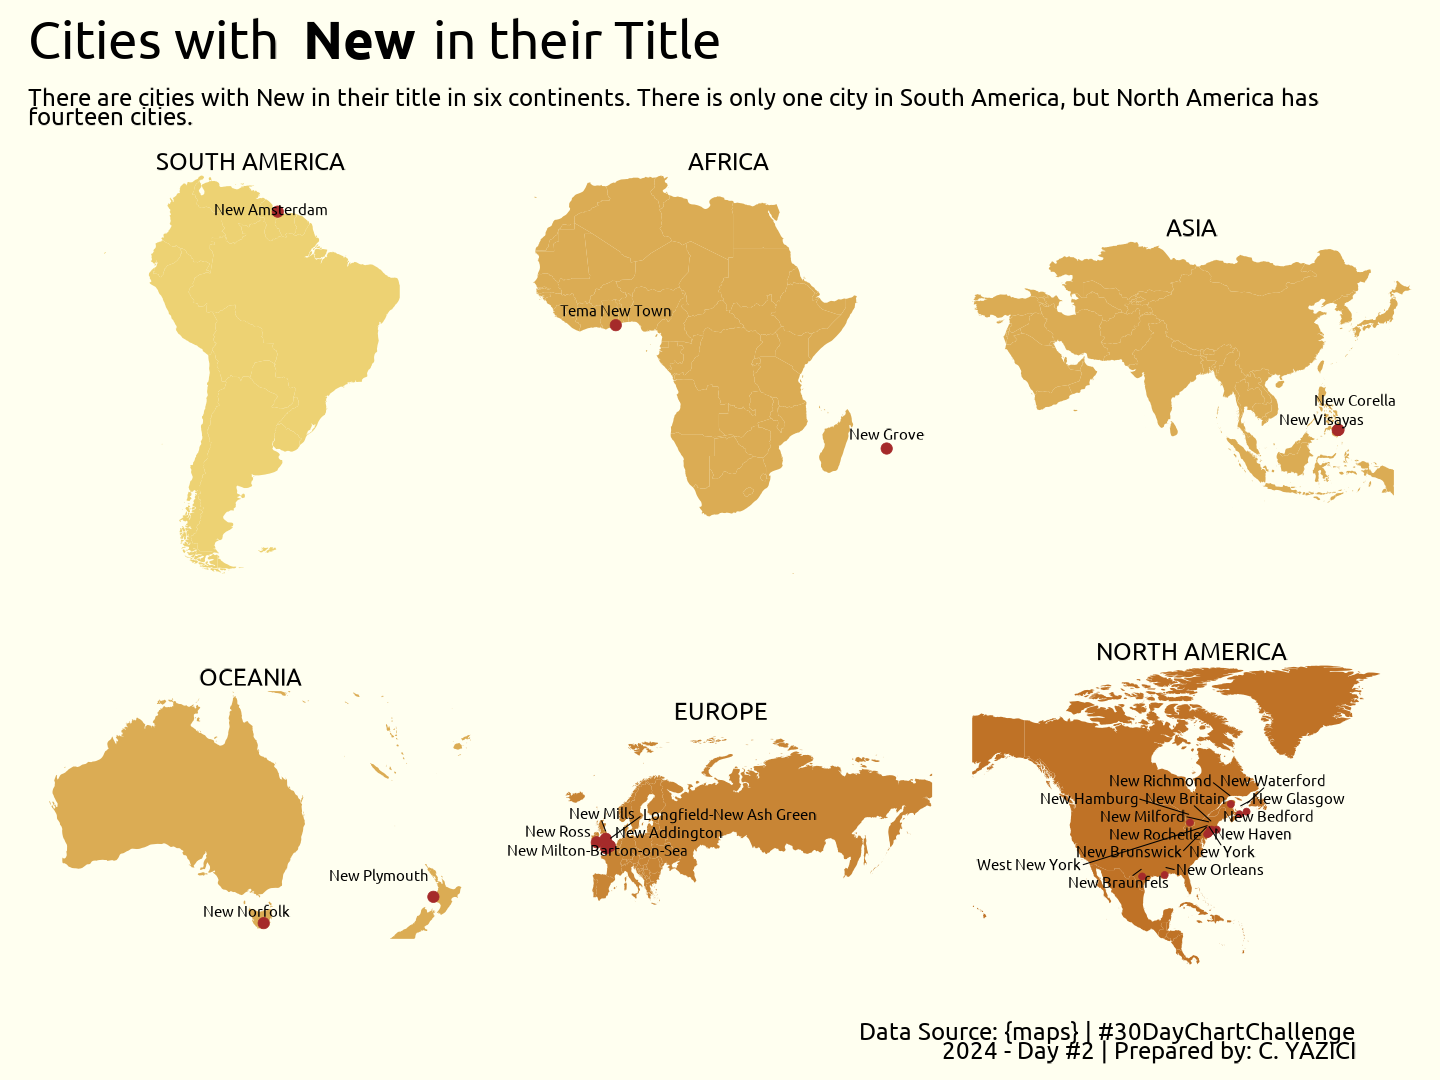 Cities with New in their Title
There are cities with New in their title in six continents. There is only one city in South America, but North America has
fourteen cities.
SOUTH AMERICA
New Amsterdam
AFRICA
Tema New Town
New Grove
ASIA
New Corella
New Visayas
OCEANIA
New Plymouth
New Norfolk
EUROPE
New Mills
Longfield-New Ash Green
New Ross
New Addington
New Milton-Barton-on-Sea
NORTH AMERICA
New Richmond
New Waterford
New Hamburg
New Britain
New Glasgow
New Milford
New Bedford
New Rochelle
New Haven
New Brunswick
New York
West New York
New Orleans
New Braunfels
Data Source: {maps} | #30DayChartChallenge
2024 - Day #2 | Prepared by: C. YAZICI